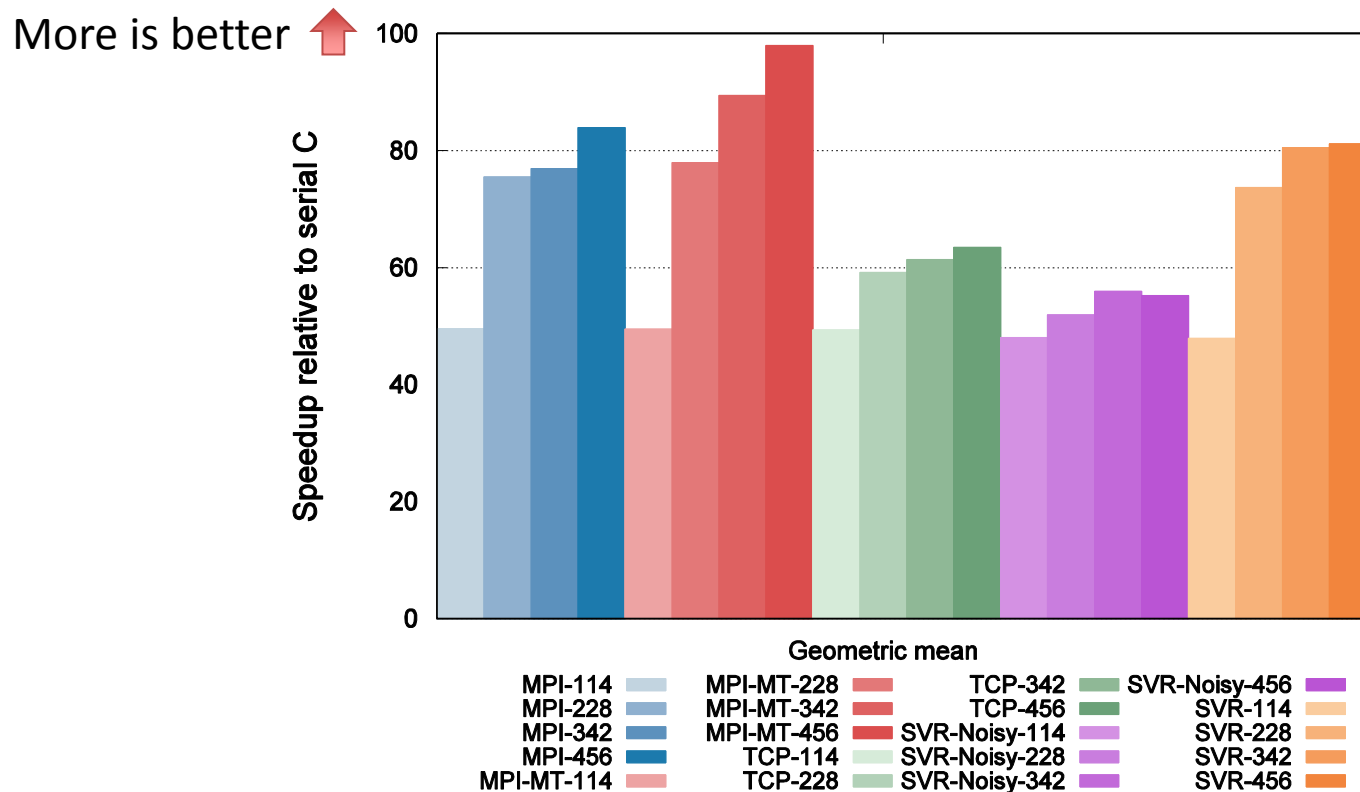 More is better
Speedup relative to serial C
100
80
60
40
20
0
Geometric mean
MPI-114
MPI-228
MPI-342
MPI-456
MPI-MT-114
MPI-MT-228
MPI-MT-342
MPI-MT-456
TCP-114
TCP-228
TCP-342
TCP-456
SVR-Noisy-114
SVR-Noisy-228
SVR-Noisy-342
SVR-Noisy-456
SVR-114
SVR-228
SVR-342
SVR-456